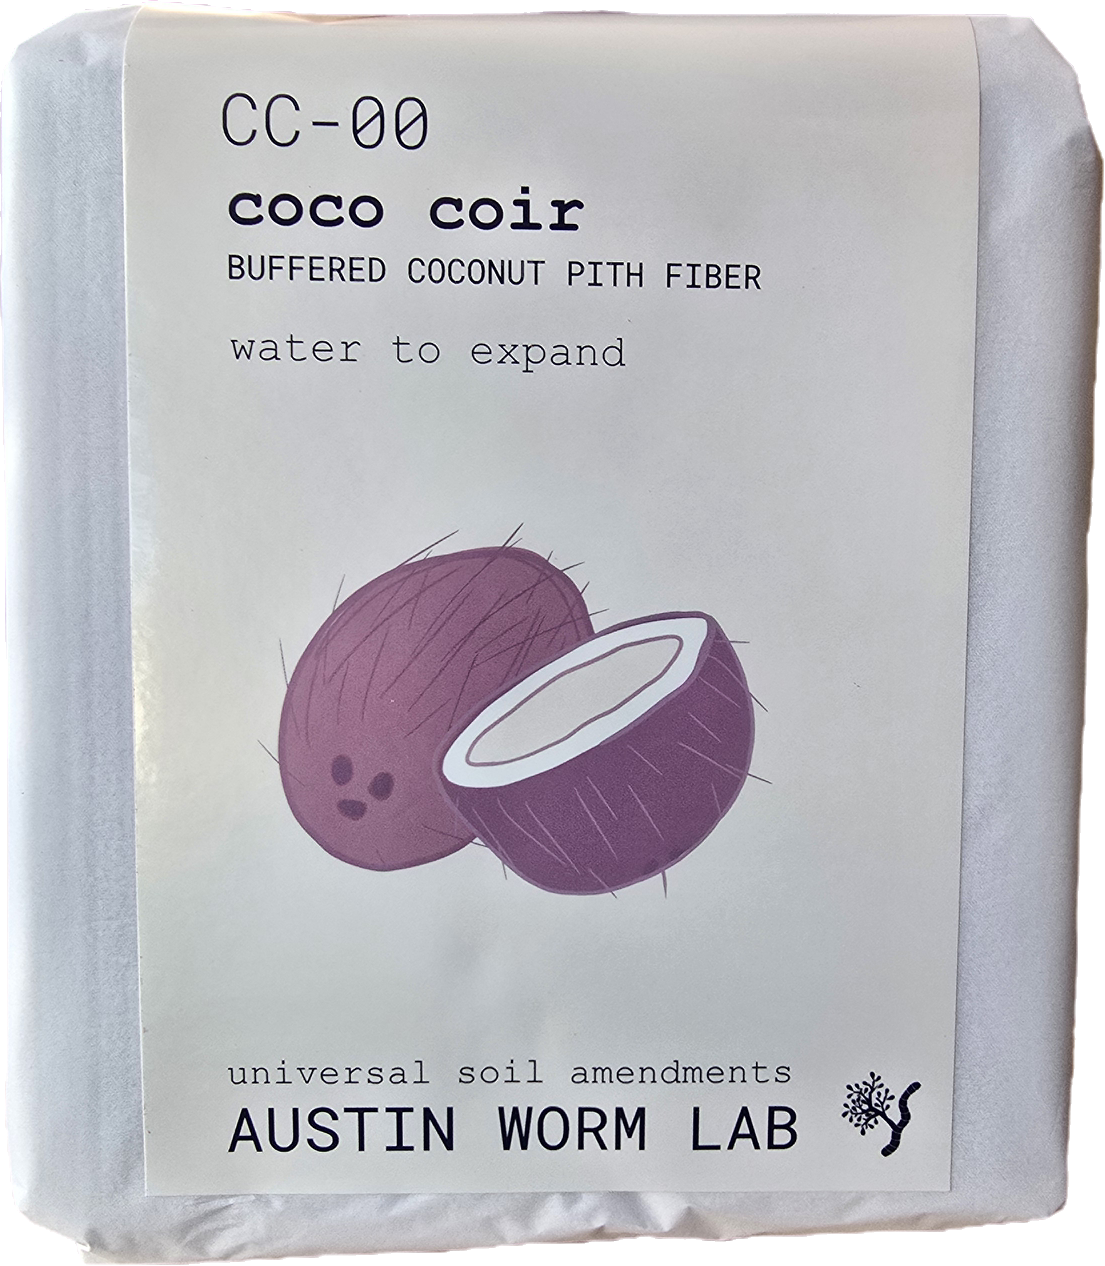 CC-00
coco coir
BUFFERED COCONUT PITH FIBER
water to expand
universal soil amendments
AUSTIN WORM LAB